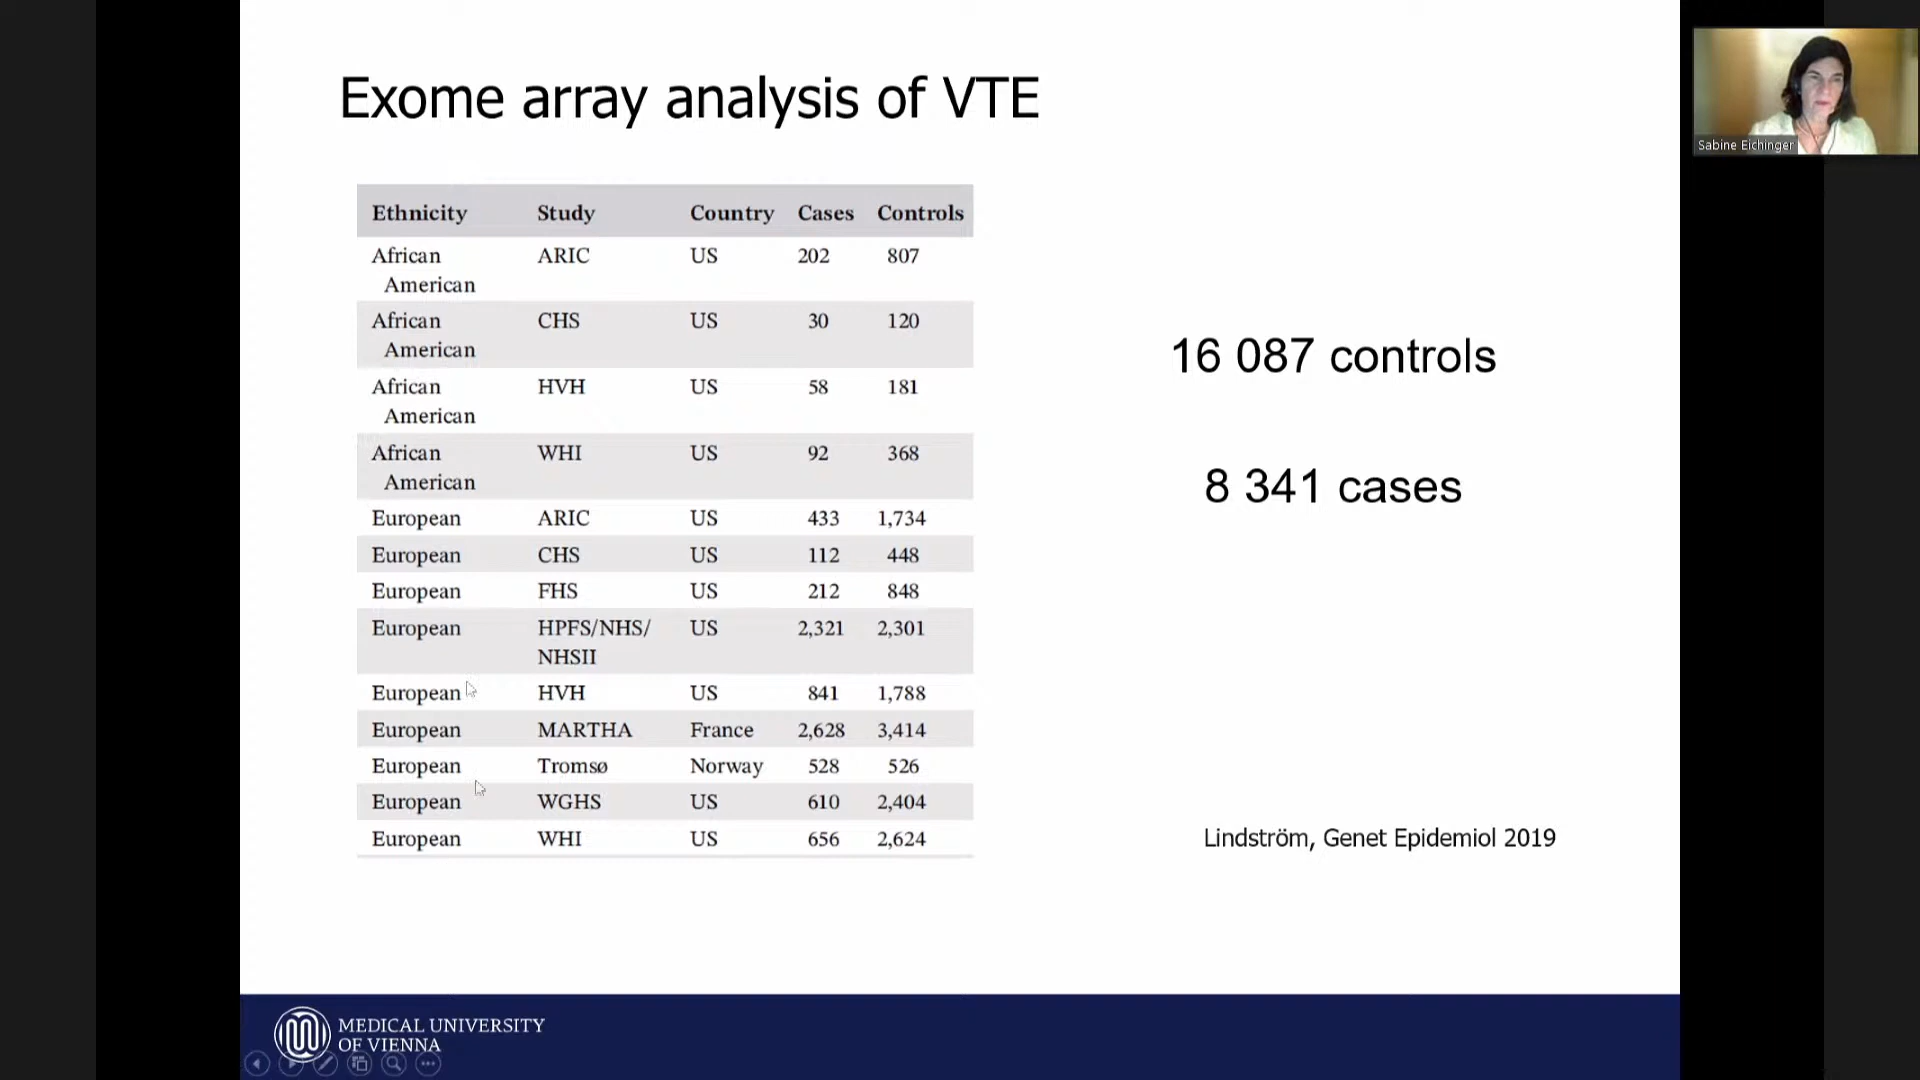 Exome array analysis of VTE
Ethnicity Study Country Cases Controls
African American ARIC US 202 807
African American CHS US 30 120
African American HVH US 58 181
African American WHI US 92 368
European ARIC US 433 1,734
European CHS US 112 448
European FHS US 212 848
European HPFS/NHS/NHSII US 2,321 2,301
European HVH US 841 1,788
European MARTHA France 2,628 3,414
European Tromsø Norway 528 526
European WGHS US 610 2,404
European WHI US 656 2,624
16 087 controls
8 341 cases
Lindström, Genet Epidemiol 2019
MEDICAL UNIVERSITY
OF VIENNA
Sabine Eichinger